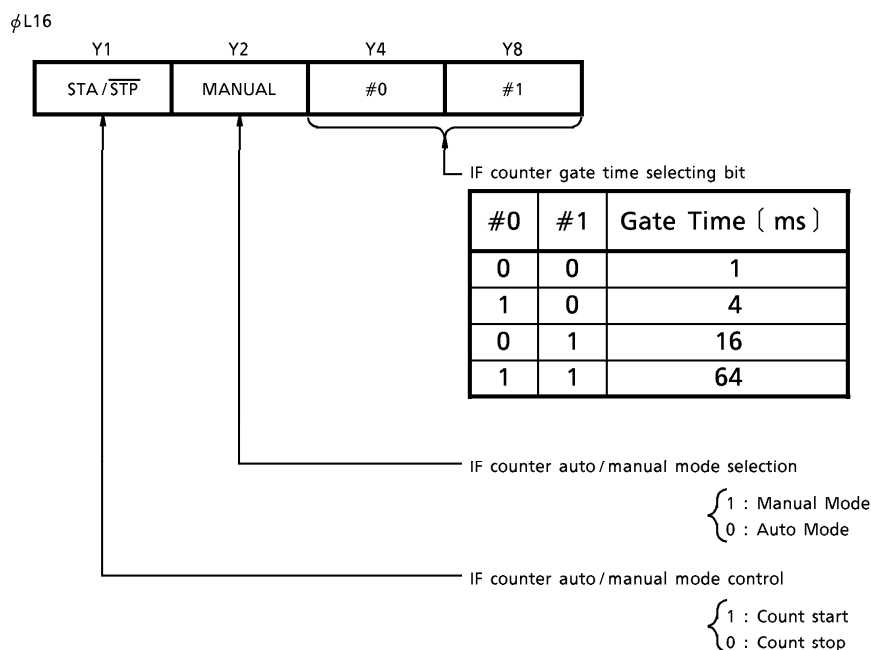 ϕL16
Y1 Y2 Y4 Y8
STA/S̅T̅P̅ MANUAL #0 #1
IF counter gate time selecting bit
#0 #1 Gate Time〔ms〕
0 0 1
1 0 4
0 1 16
1 1 64
IF counter auto/manual mode selection
1 : Manual Mode
0 : Auto Mode
IF counter auto/manual mode control
1 : Count start
0 : Count stop